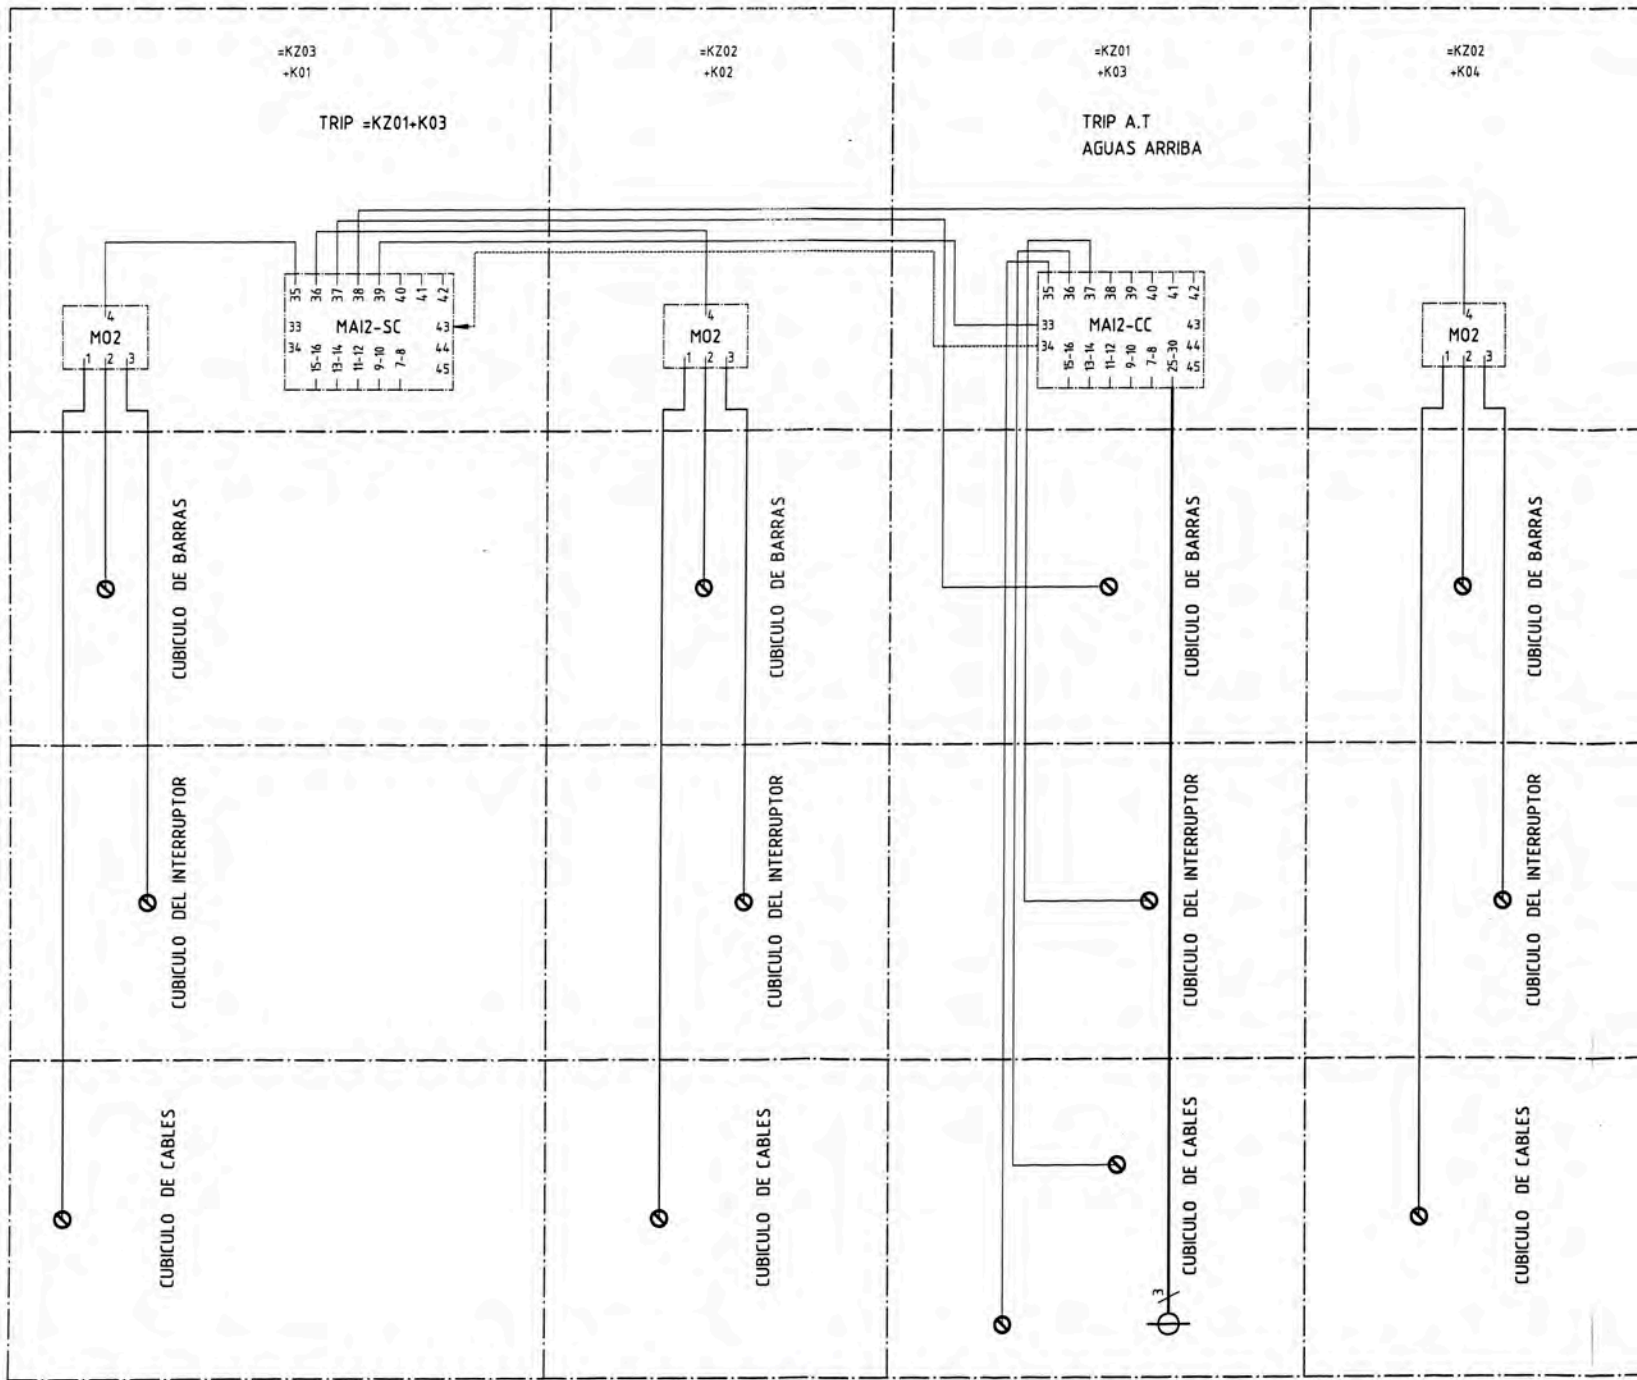 =KZ03
+K01
=KZ02
+K02
=KZ01
+K03
=KZ02
+K04
TRIP =KZ01+K03
TRIP A.T
AGUAS ARRIBA
4
M02
1 2 3
35 36 37 38 39 40 41 42
33 MAI2-SC 43
34 15-16 13-14 11-12 9-10 7-8 44
45
4
M02
1 2 3
35 36 37 38 39 40 41 42
33 MAI2-CC 43
34 15-16 13-14 11-12 9-10 7-8 25-30 44
45
4
M02
1 2 3
CUBICULO DE BARRAS
CUBICULO DE BARRAS
CUBICULO DE BARRAS
CUBICULO DE BARRAS
CUBICULO DEL INTERRUPTOR
CUBICULO DEL INTERRUPTOR
CUBICULO DEL INTERRUPTOR
CUBICULO DEL INTERRUPTOR
CUBICULO DE CABLES
CUBICULO DE CABLES
CUBICULO DE CABLES
CUBICULO DE CABLES
3